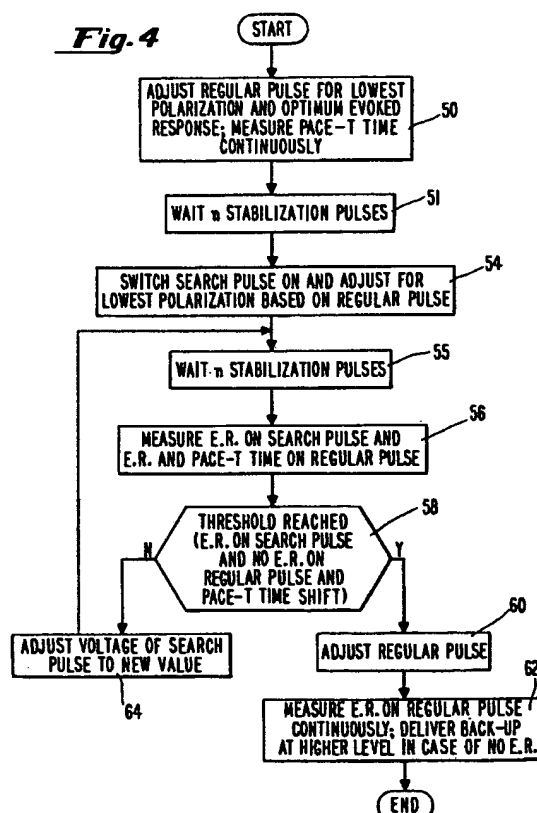 Fig. 4
START
ADJUST REGULAR PULSE FOR LOWEST
POLARIZATION AND OPTIMUM EVOKED
RESPONSE; MEASURE PACE-T TIME
CONTINUOUSLY
50
WAIT n STABILIZATION PULSES
51
SWITCH SEARCH PULSE ON AND ADJUST FOR
LOWEST POLARIZATION BASED ON REGULAR PULSE
54
WAIT n STABILIZATION PULSES
55
MEASURE E.R. ON SEARCH PULSE AND
E.R. AND PACE-T TIME ON REGULAR PULSE
56
THRESHOLD REACHED
(E.R. ON SEARCH PULSE
AND NO E.R. ON
REGULAR PULSE AND
PACE-T TIME SHIFT)
58
N
Y
ADJUST VOLTAGE OF SEARCH
PULSE TO NEW VALUE
64
ADJUST REGULAR PULSE
60
MEASURE E.R. ON REGULAR PULSE
CONTINUOUSLY; DELIVER BACK-UP
AT HIGHER LEVEL IN CASE OF NO E.R.
62
END